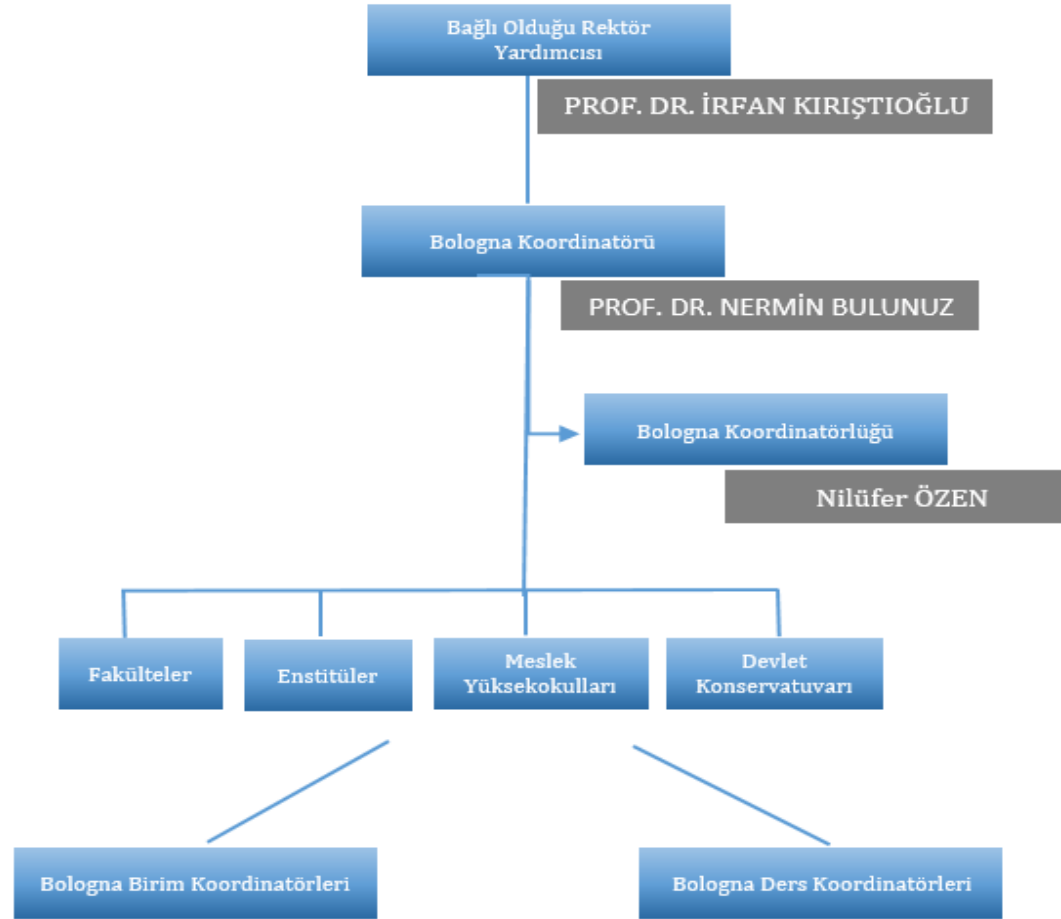 Bağlı Olduğu Rektör
Yardımcısı
PROF. DR. İRFAN KIRIŞTIOĞLU
Bologna Koordinatörü
PROF. DR. NERMİN BULUNUZ
Bologna Koordinatörlüğü
Nilüfer ÖZEN
Fakülteler
Enstitüler
Meslek
Yüksekokulları
Devlet
Konservatuvarı
Bologna Birim Koordinatörleri
Bologna Ders Koordinatörleri